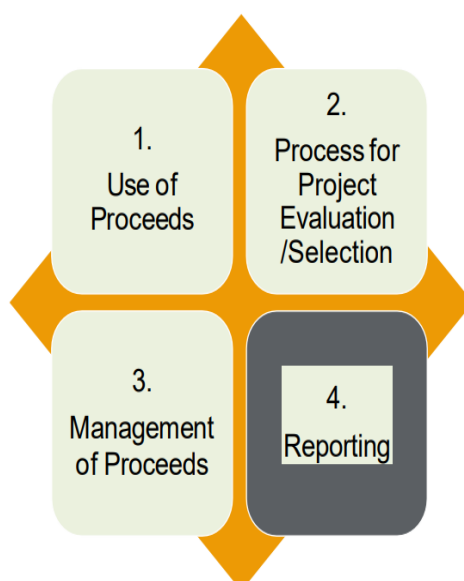 1.
Use of
Proceeds
2.
Process for
Project
Evaluation
/Selection
3.
Management
of Proceeds
4.
Reporting